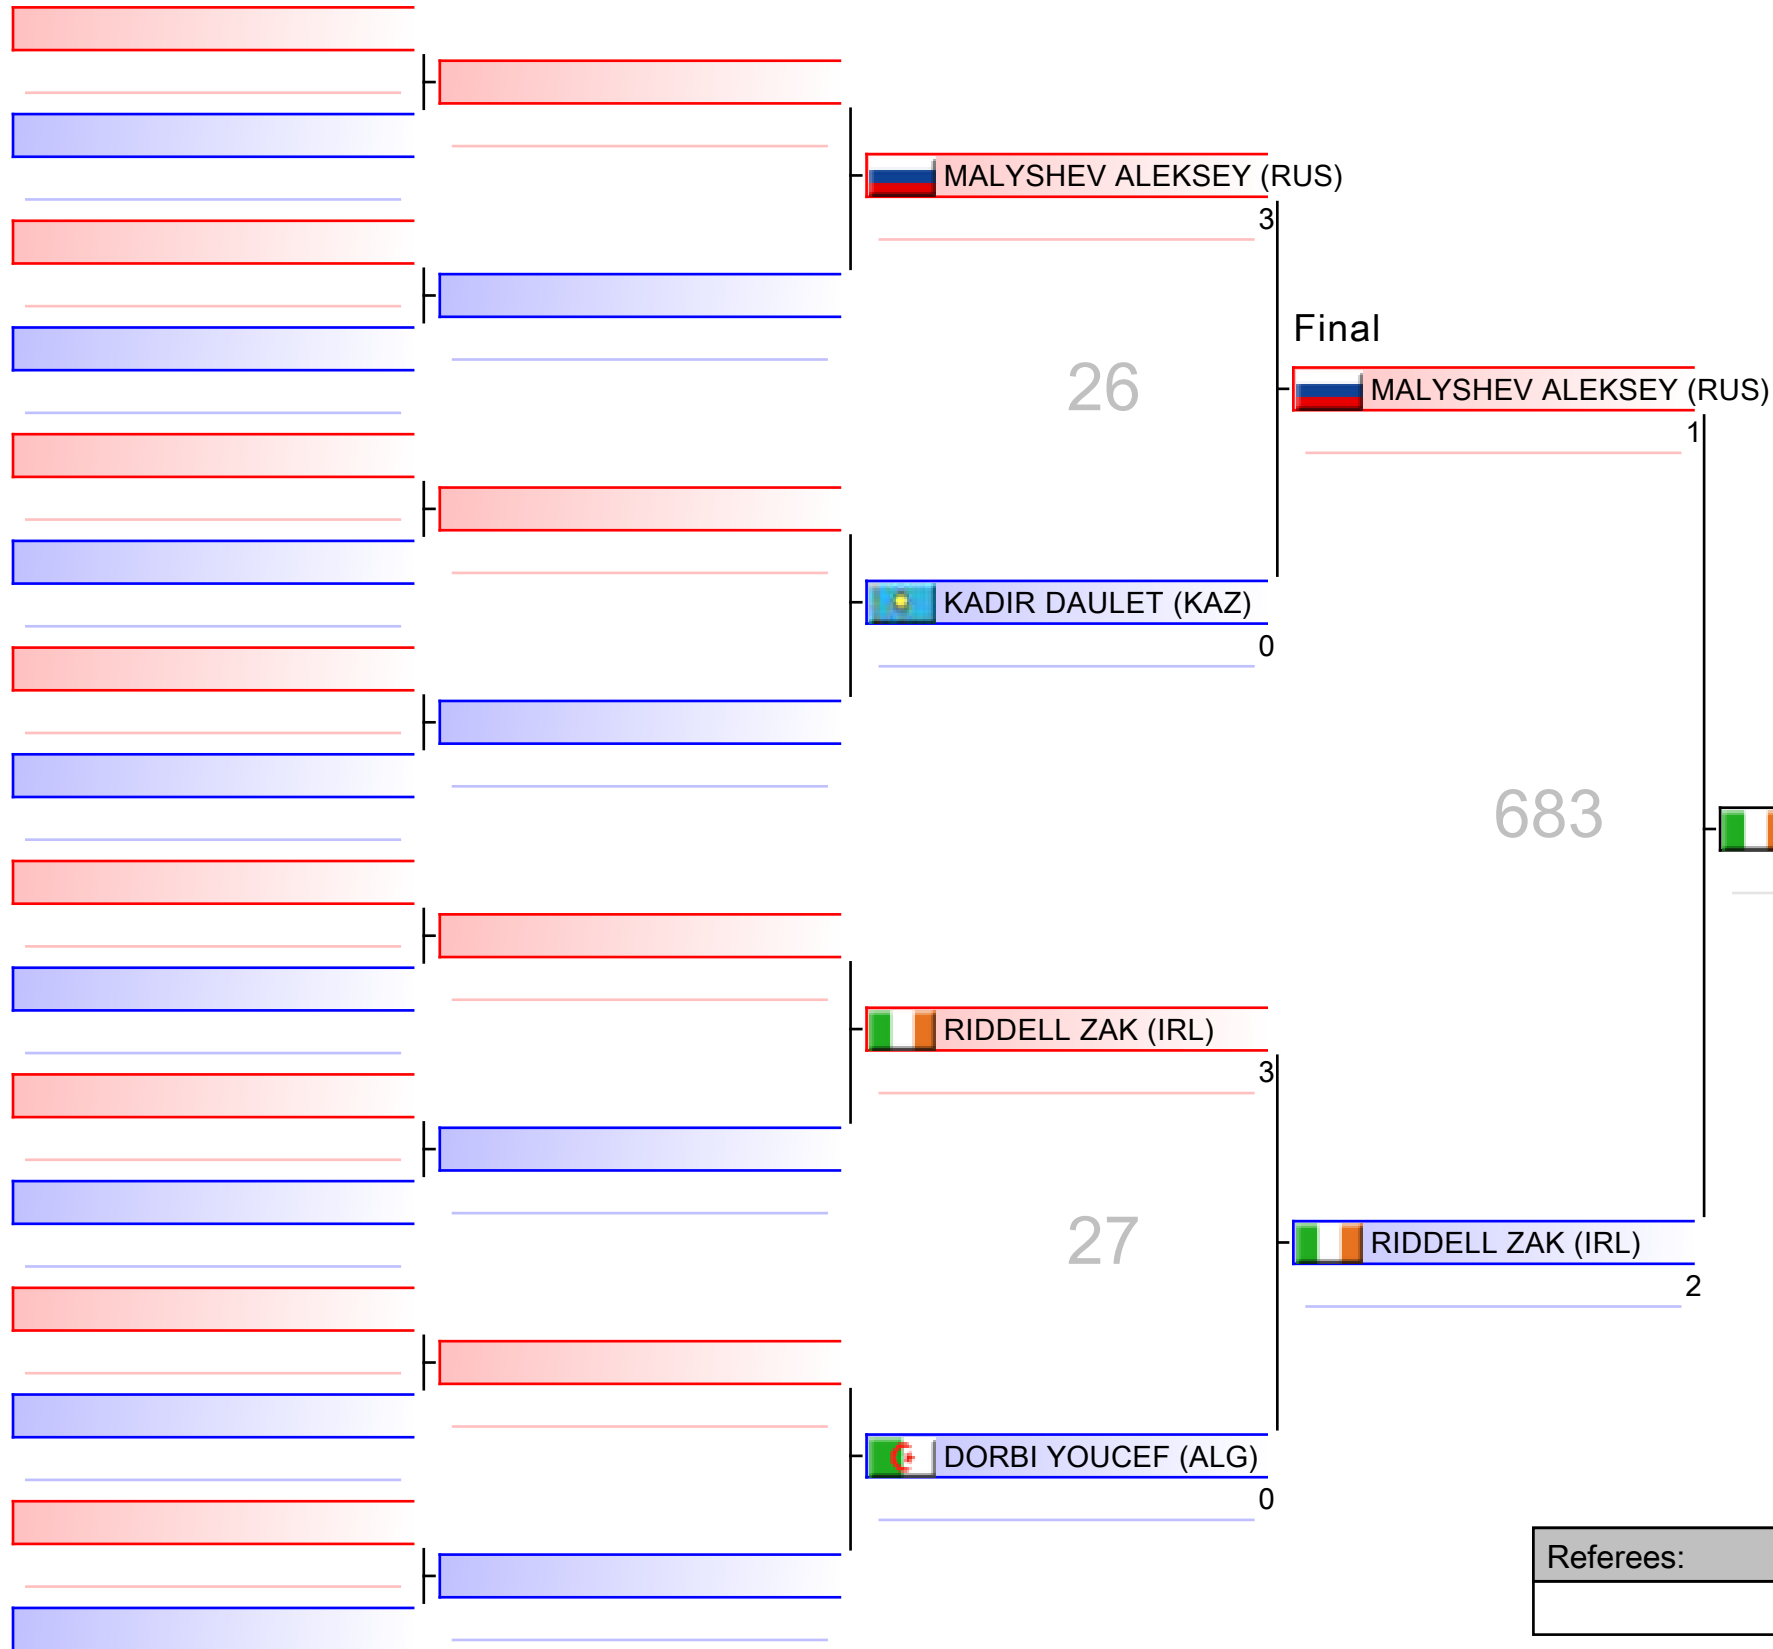 MALYSHEV ALEKSEY (RUS)
3
26
KADIR DAULET (KAZ)
0
Final
MALYSHEV ALEKSEY (RUS)
1
683
RIDDELL ZAK (IRL)
3
27
DORBI YOUCEF (ALG)
0
RIDDELL ZAK (IRL)
2
Referees: